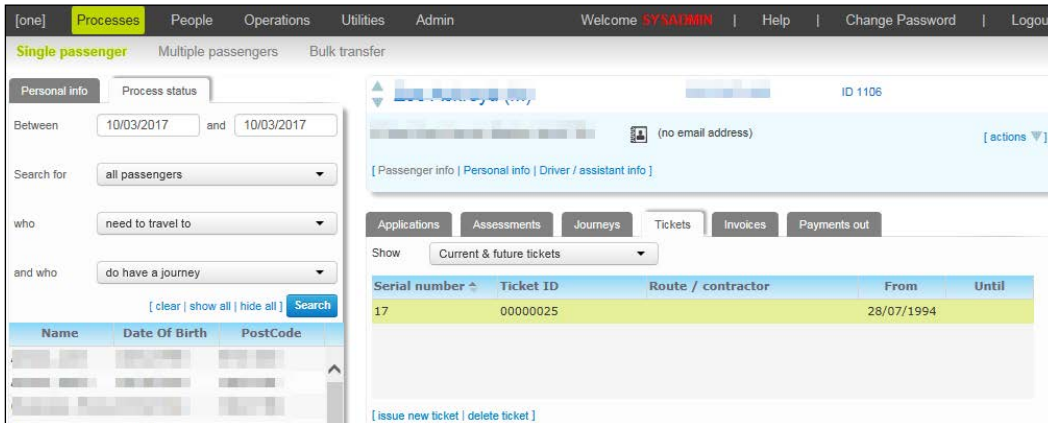 [one] Processes People Operations Utilities Admin Welcome SYSADMIN | Help | Change Password | Logou
Single passenger Multiple passengers Bulk transfer
Personal info Process status
Between 10/03/2017 and 10/03/2017
Search for all passengers
who need to travel to
and who do have a journey
[ clear | show all | hide all ] Search
Name Date Of Birth PostCode
ID 1106
(no email address) [ actions ]
[ Passenger info | Personal info | Driver / assistant info ]
Applications Assessments Journeys Tickets Invoices Payments out
Show Current & future tickets
Serial number Ticket ID Route / contractor From Until
17 00000025 28/07/1994
[ issue new ticket | delete ticket ]